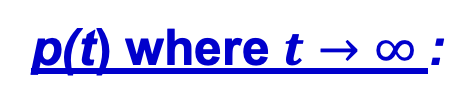 p(t) where t → ∞ :